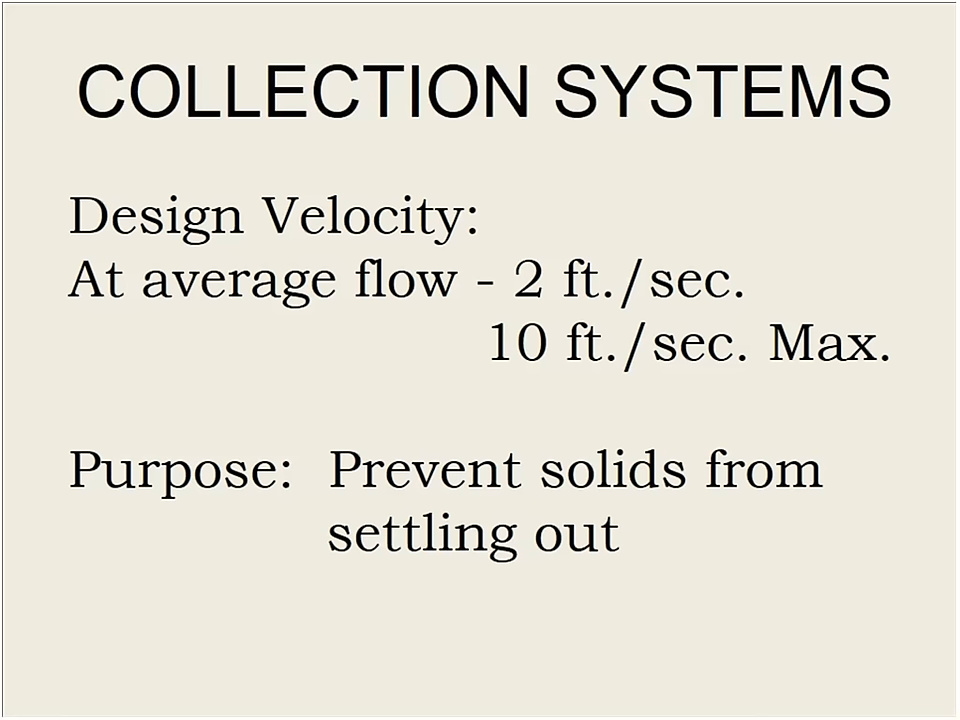 COLLECTION SYSTEMS
Design Velocity:
At average flow - 2 ft./sec.
10 ft./sec. Max.
Purpose: Prevent solids from
settling out